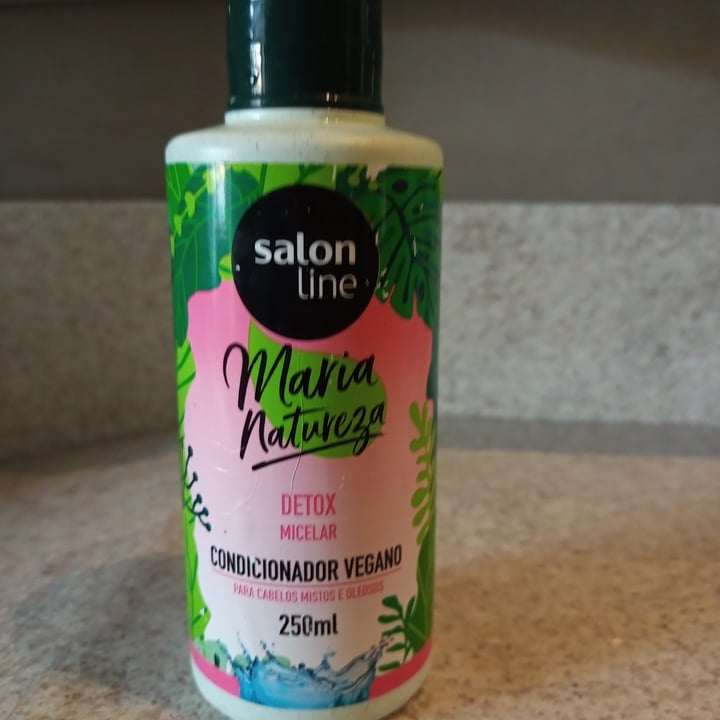 salon
line
Maria
Natureza
DETOX
MICELAR
CONDICIONADOR VEGANO
PARA CABELOS MISTOS E OLEOSOS
250ml